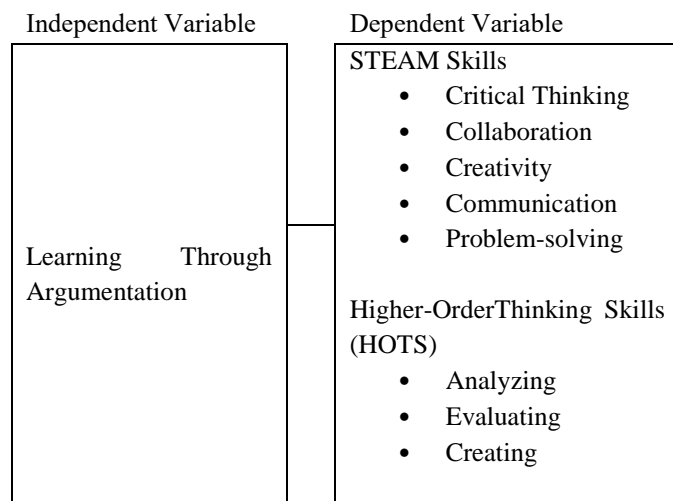 Independent Variable
Dependent Variable
Learning Through
Argumentation
STEAM Skills
• Critical Thinking
• Collaboration
• Creativity
• Communication
• Problem-solving
Higher-OrderThinking Skills
(HOTS)
• Analyzing
• Evaluating
• Creating